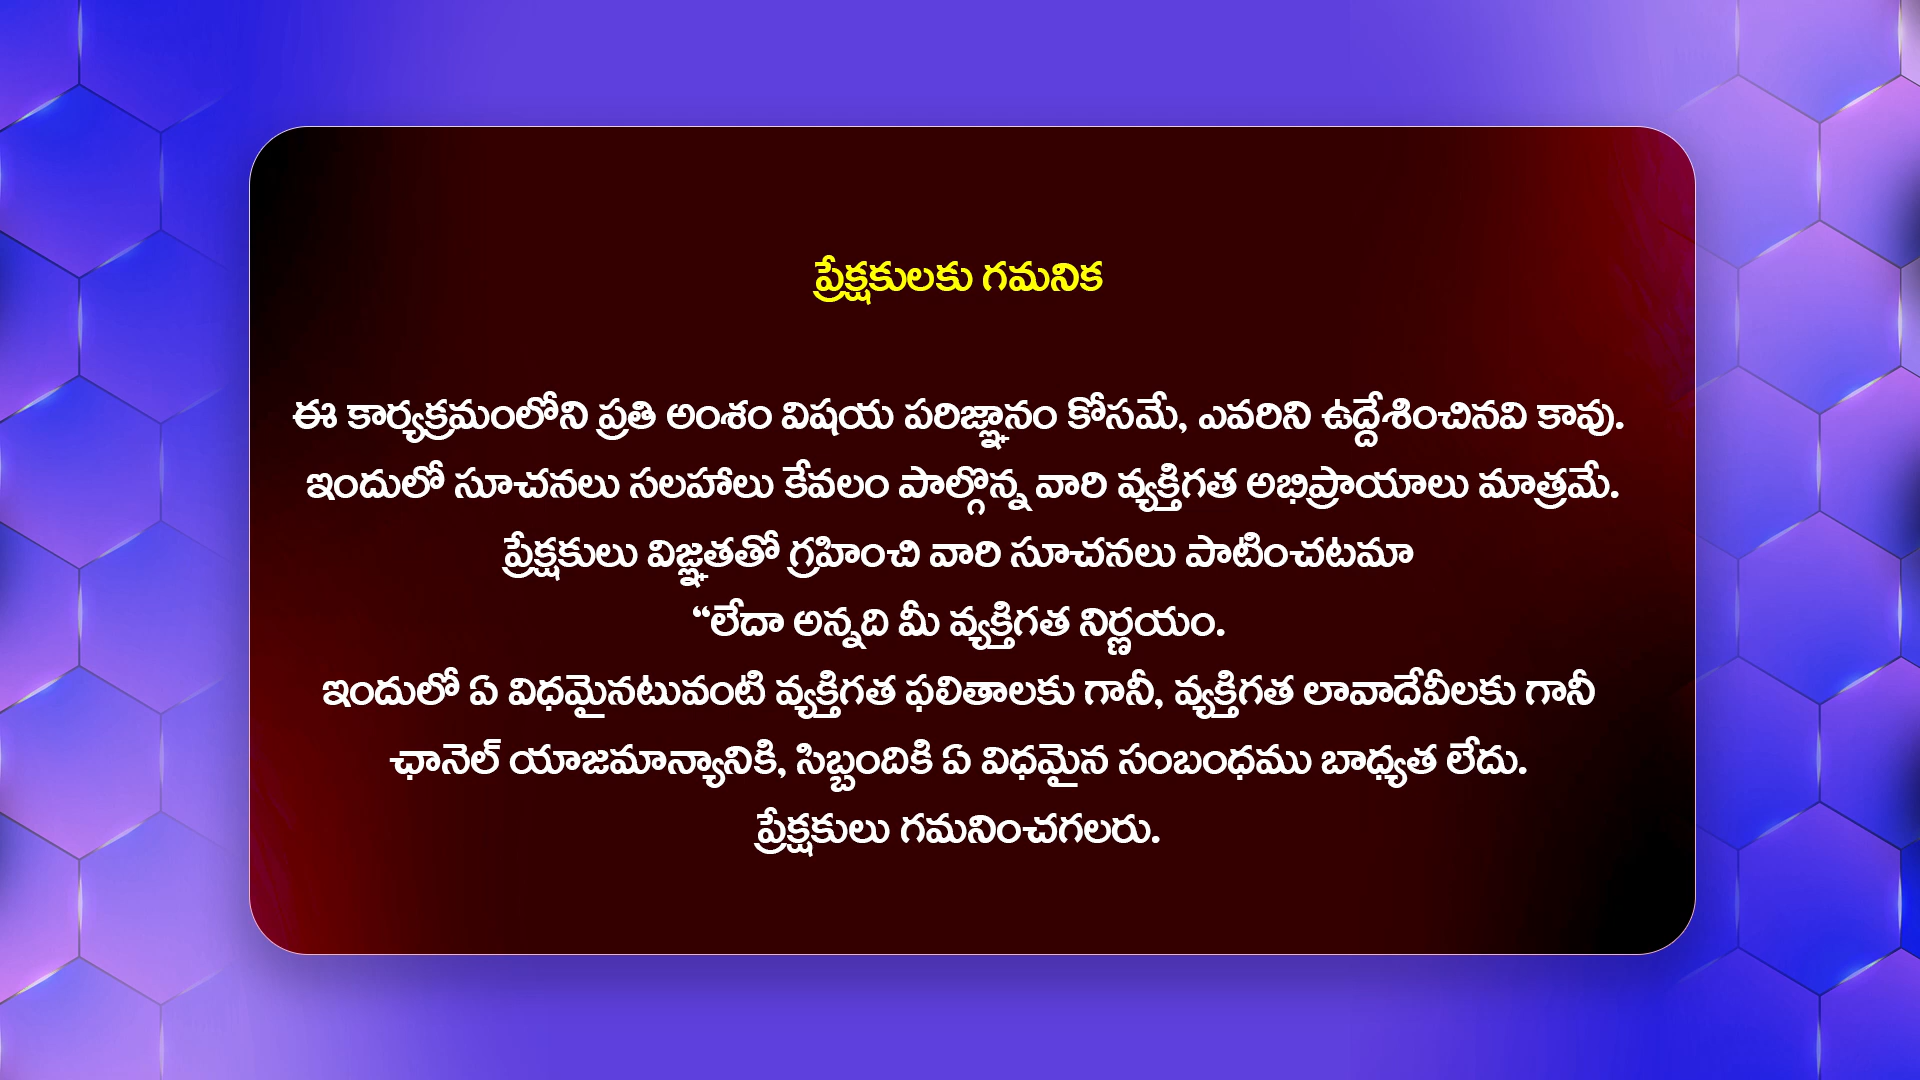 ప్రేక్షకులకు గమనిక
ఈ కార్యక్రమంలోని ప్రతి అంశం విషయ పరిజ్ఞానం కోసమే, ఎవరిని ఉద్దేశించినవి కావు.
ఇందులో సూచనలు సలహాలు కేవలం పాల్గొన్న వారి వ్యక్తిగత అభిప్రాయాలు మాత్రమే.
ప్రేక్షకులు విజ్ఞతతో గ్రహించి వారి సూచనలు పాటించటమా
“లేదా అన్నది మీ వ్యక్తిగత నిర్ణయం.
ఇందులో ఏ విధమైనటువంటి వ్యక్తిగత ఫలితాలకు గానీ, వ్యక్తిగత లావాదేవీలకు గానీ
ఛానెల్ యాజమాన్యానికి, సిబ్బందికి ఏ విధమైన సంబంధము బాధ్యత లేదు.
ప్రేక్షకులు గమనించగలరు.